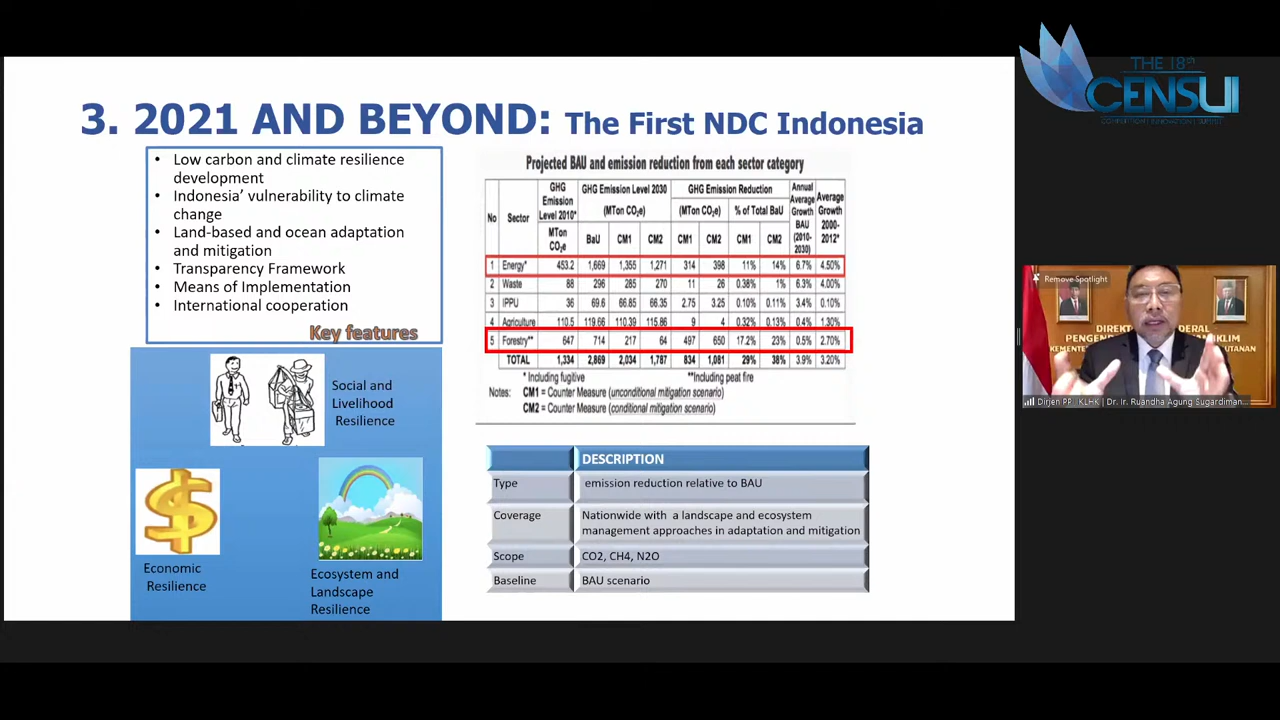 THE 18th
CENSUI
3. 2021 AND BEYOND: The First NDC Indonesia
• Low carbon and climate resilience
development
• Indonesia’ vulnerability to climate
change
• Land-based and ocean adaptation
and mitigation
• Transparency Framework
• Means of Implementation
• International cooperation
Key features
Social and
Livelihood
Resilience
Economic
Resilience
Ecosystem and
Landscape
Resilience
Projected BAU and emission reduction from each sector category
No Sector GHG Emission Level 2010* GHG Emission Level 2030 GHG Emission Reduction Annual Average Growth BAU (2010-2030) Average Growth 2000-2012*
(MTon CO2e) (MTon CO2e) % of Total BaU
MTon CO2e BaU CM1 CM2 CM1 CM2 CM1 CM2
1 Energy* 453.2 1,669 1,355 1,271 314 398 11% 14% 6.7% 4.50%
2 Waste 88 296 285 270 11 26 0.38% 1% 6.3% 4.00%
3 IPPU 36 69.6 66.85 66.35 2.75 3.25 0.10% 0.11% 3.4% 0.10%
4 Agriculture 110.5 119.66 110.39 115.86 9 4 0.32% 0.13% 0.4% 1.30%
5 Forestry** 647 714 217 64 497 650 17.2% 23% 0.5% 2.70%
TOTAL 1,334 2,869 2,034 1,787 834 1,081 29% 38% 3.9% 3.20%
* Including fugitive **Including peat fire
Notes: CM1 = Counter Measure (unconditional mitigation scenario)
CM2 = Counter Measure (conditional mitigation scenario)
DESCRIPTION
Type emission reduction relative to BAU
Coverage Nationwide with a landscape and ecosystem
management approaches in adaptation and mitigation
Scope CO2, CH4, N2O
Baseline BAU scenario
Remove Spotlight
Dirjen PPI KLHK | Dr. Ir. Ruandha Agung Sugardiman...